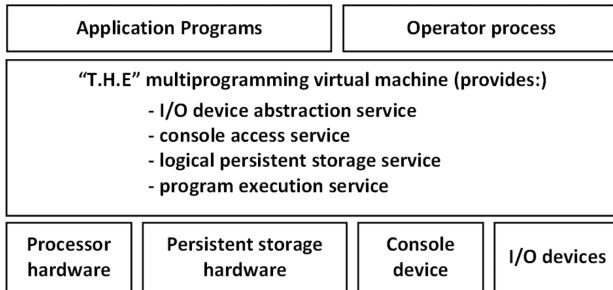 Application Programs
Operator process
“T.H.E” multiprogramming virtual machine (provides:)
- I/O device abstraction service
- console access service
- logical persistent storage service
- program execution service
Processor
hardware
Persistent storage
hardware
Console
device
I/O devices